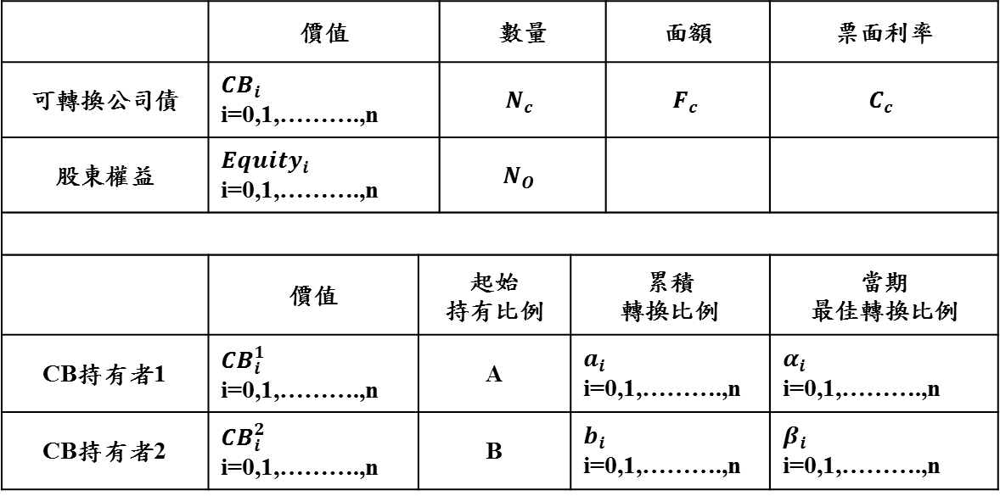 價值 數量 面額 票面利率
可轉換公司債 CB_i N_c F_c C_c
i=0,1,……….,n
股東權益 Equity_i N_O
i=0,1,……….,n
價值 起始 累積 當期
持有比例 轉換比例 最佳轉換比例
CB持有者1 CB_i^1 A a_i α_i
i=0,1,……….,n i=0,1,……….,n i=0,1,……….,n
CB持有者2 CB_i^2 B b_i β_i
i=0,1,……….,n i=0,1,……….,n i=0,1,……….,n